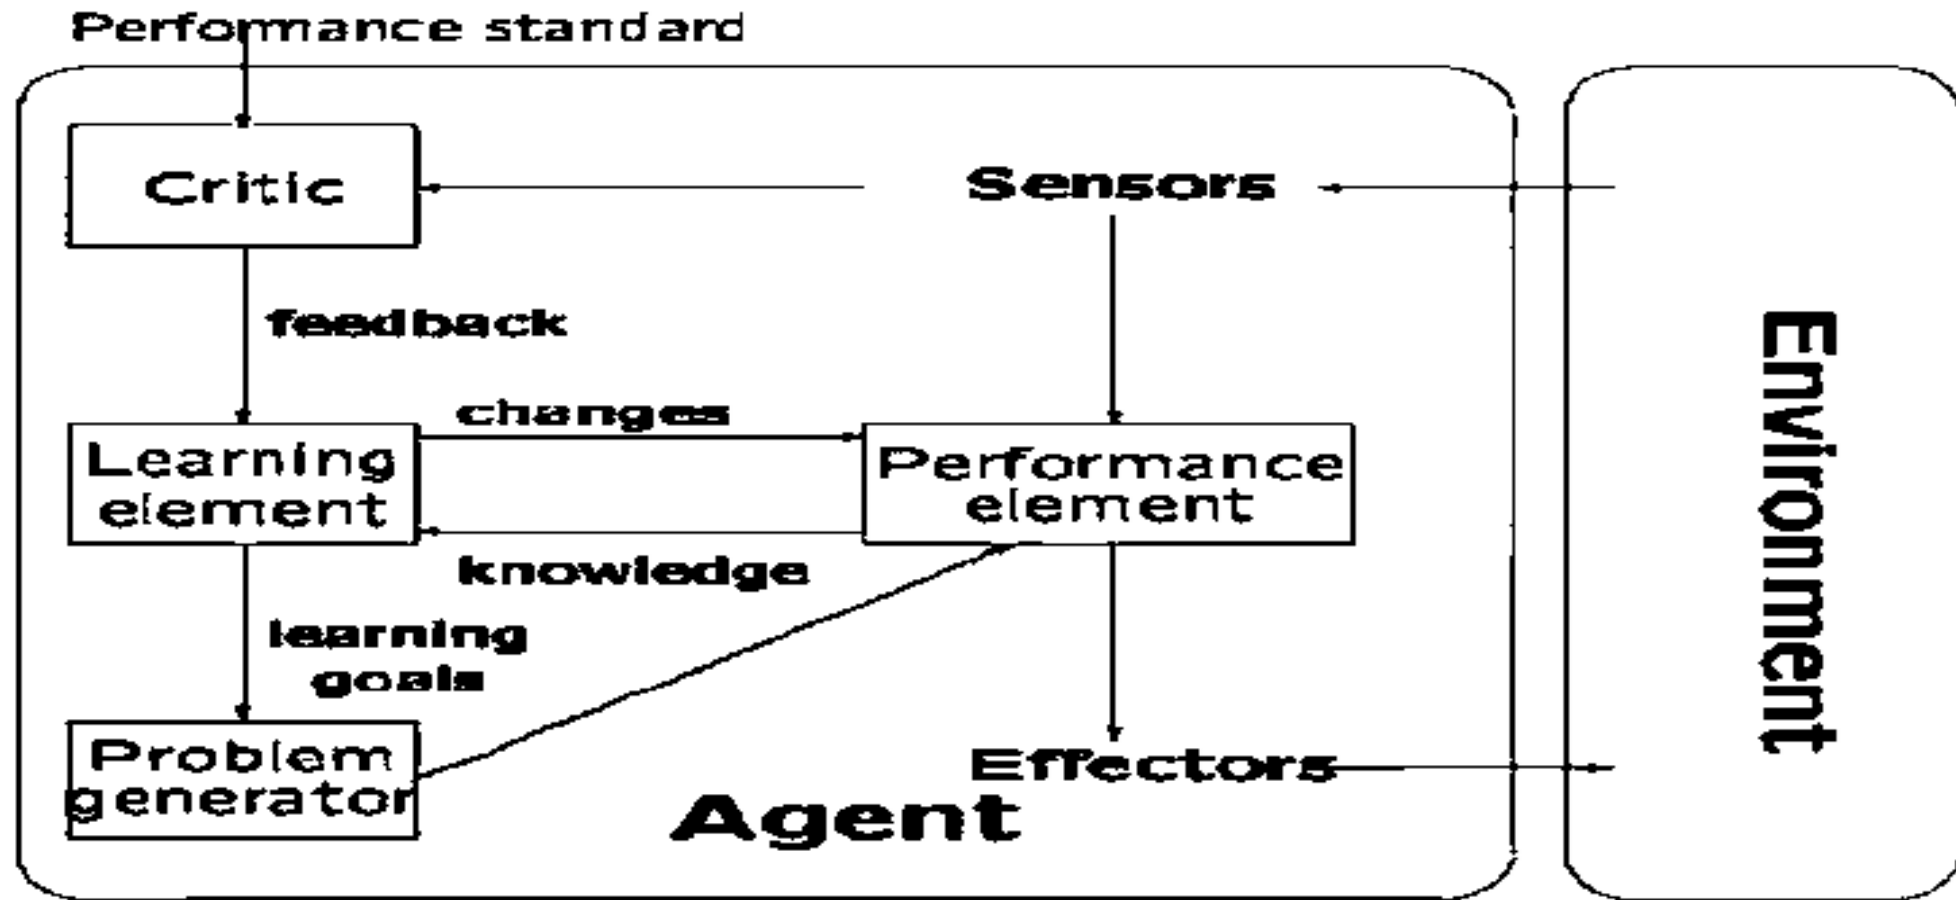 Performance standard
Critic
Sensors
feedback
changes
Learning
element
Performance
element
knowledge
learning
goals
Problem
generator
Effectors
Agent
Environment